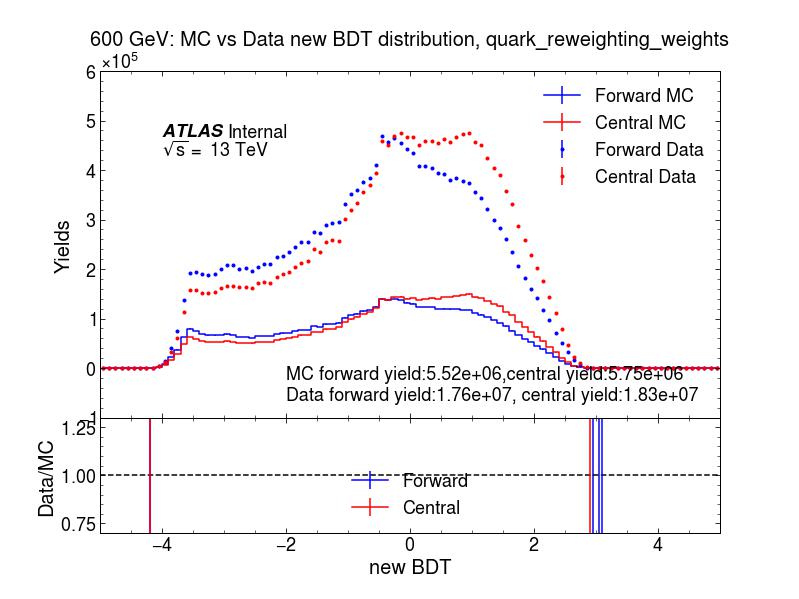 600 GeV: MC vs Data new BDT distribution, quark_reweighting_weights
×10⁵
6
5
4
3
2
1
0
−1
Yields
ATLAS Internal
√s = 13 TeV
Forward MC
Central MC
Forward Data
Central Data
MC forward yield:5.52e+06,central yield:5.75e+06
Data forward yield:1.76e+07, central yield:1.83e+07
1.25
1.00
0.75
Data/MC
Forward
Central
−4 −2 0 2 4
new BDT